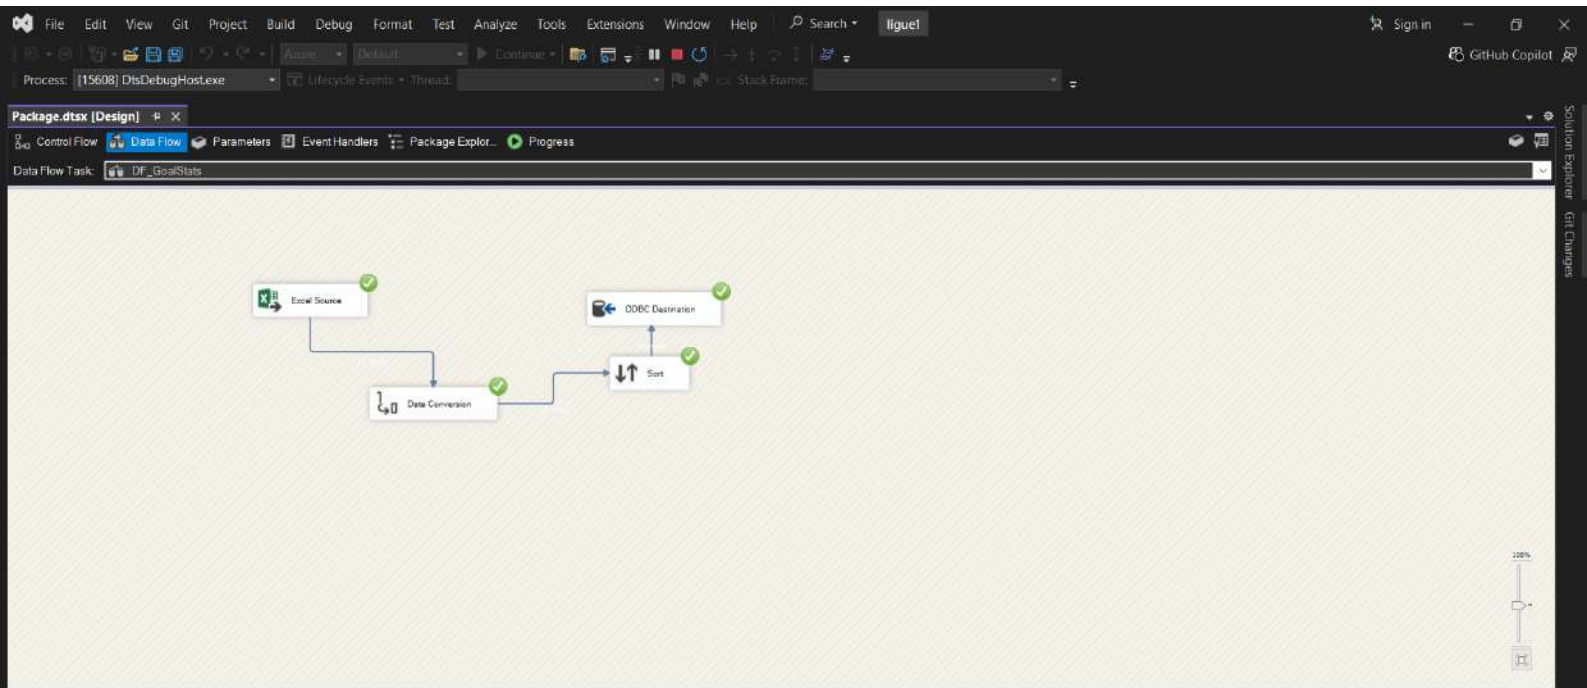 File Edit View Git Project Build Debug Format Test Analyze Tools Extensions Window Help Search ligue1 Sign in
Azure Default Continue GitHub Copilot
Process: [15608] DtsDebugHost.exe Lifecycle Events Thread: Stack Frame:
Package.dtsx [Design]
Control Flow Data Flow Parameters Event Handlers Package Explor... Progress
Data Flow Task: DF_GoalStats
Solution Explorer
Git Changes
Excel Source
ODBC Destination
Sort
Data Conversion
100%